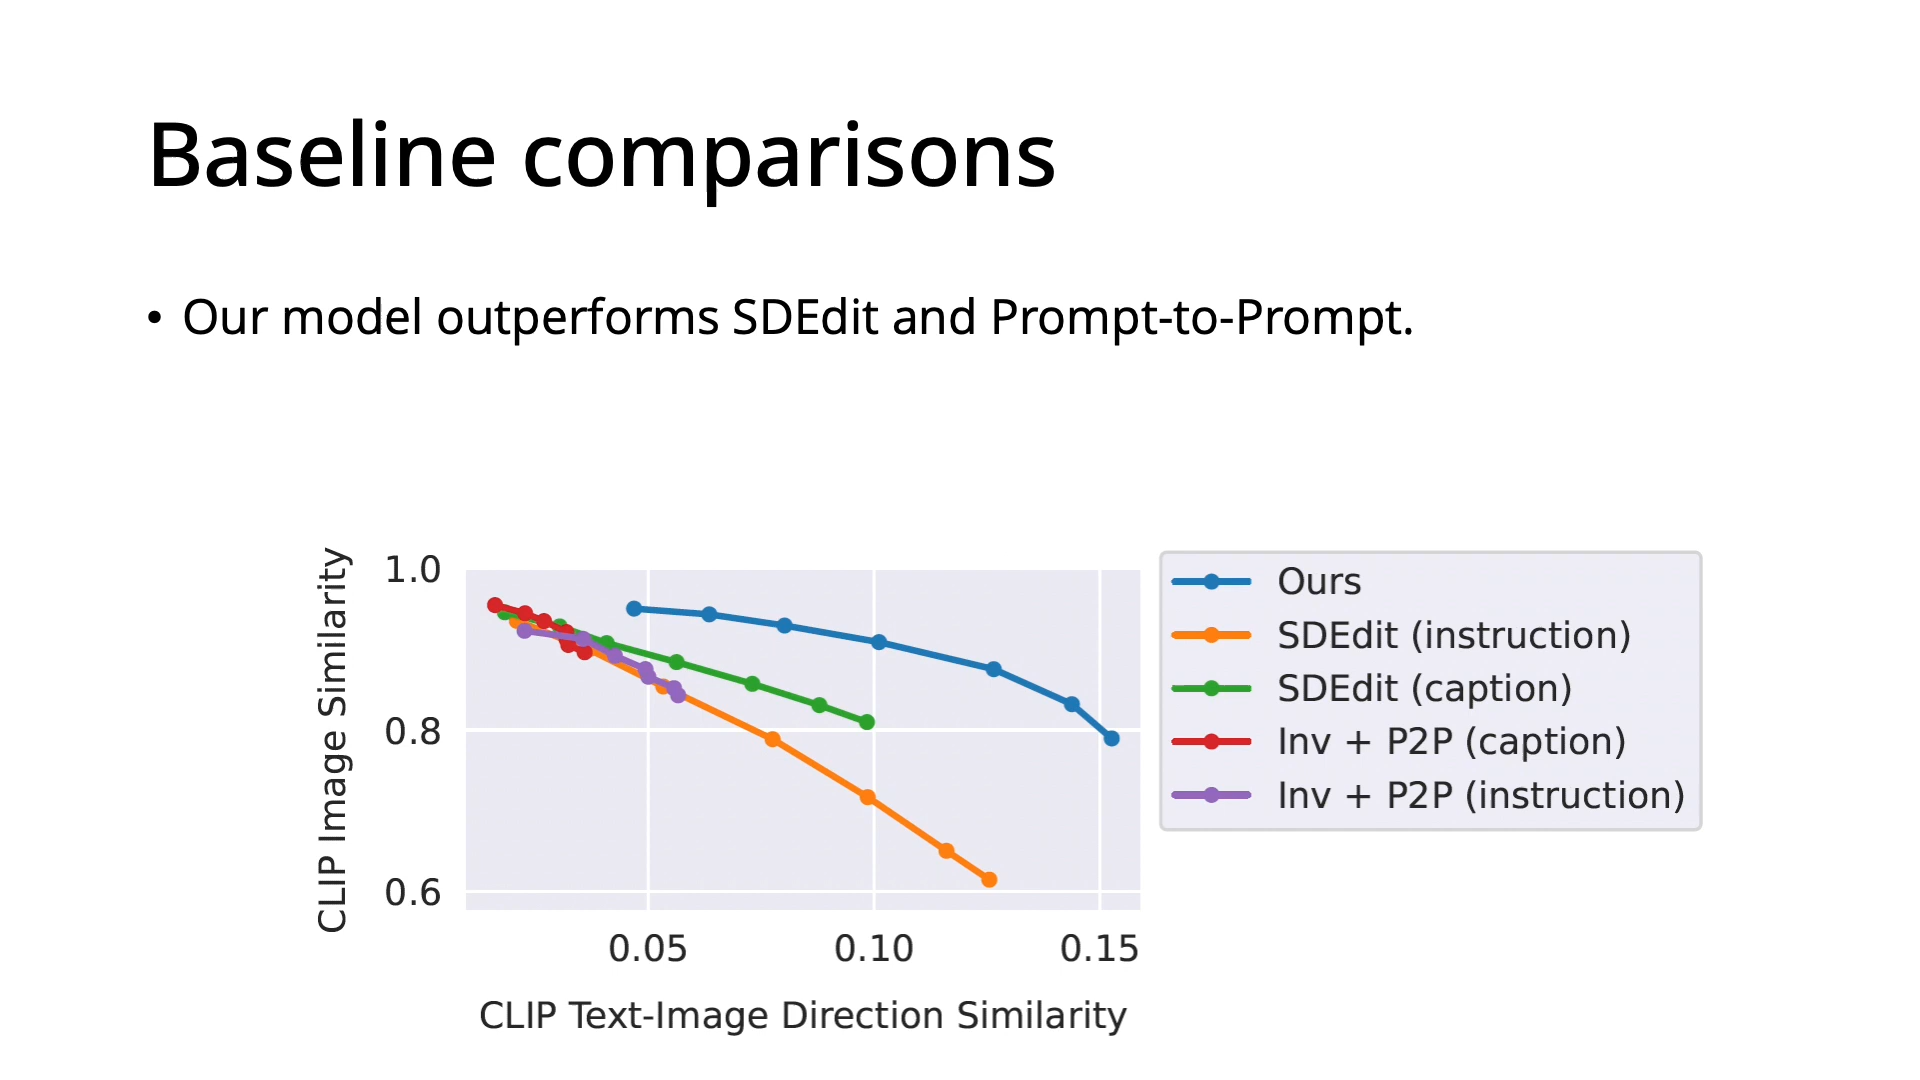 Baseline comparisons
• Our model outperforms SDEdit and Prompt-to-Prompt.
CLIP Image Similarity
1.0
0.8
0.6
0.05 0.10 0.15
CLIP Text-Image Direction Similarity
Ours
SDEdit (instruction)
SDEdit (caption)
Inv + P2P (caption)
Inv + P2P (instruction)